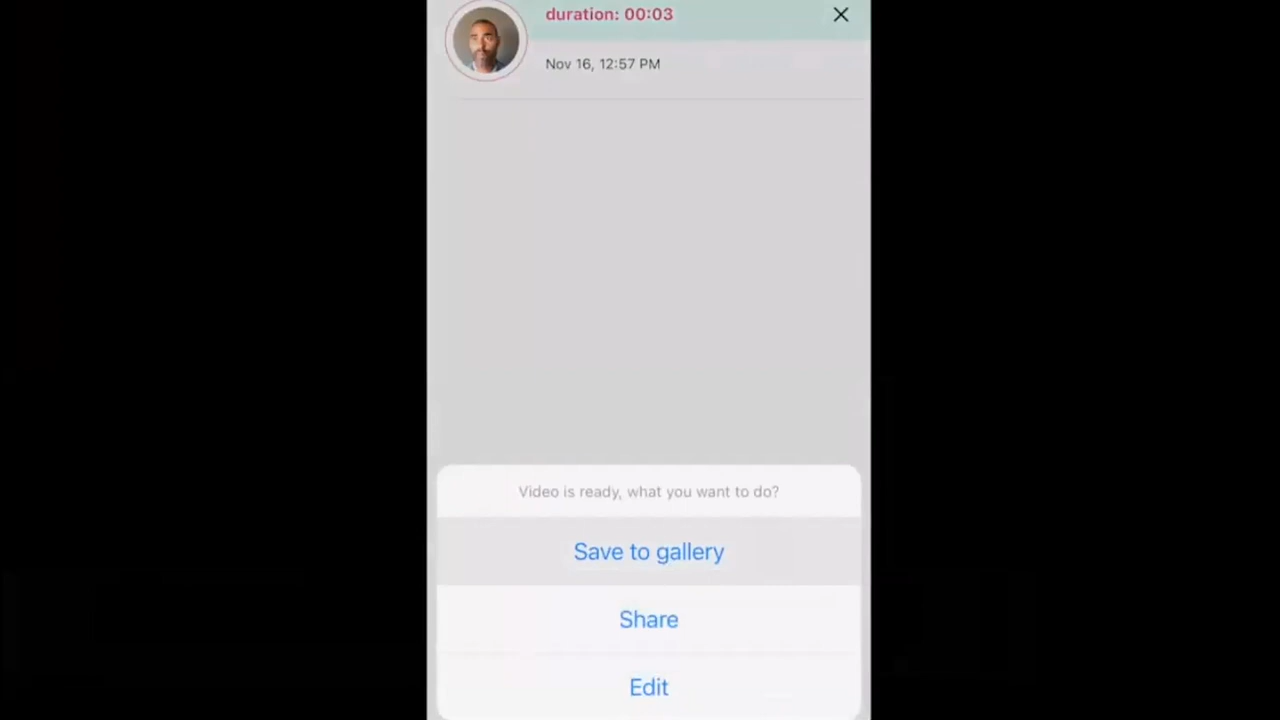 duration: 00:03
Nov 16, 12:57 PM
Video is ready, what you want to do?
Save to gallery
Share
Edit